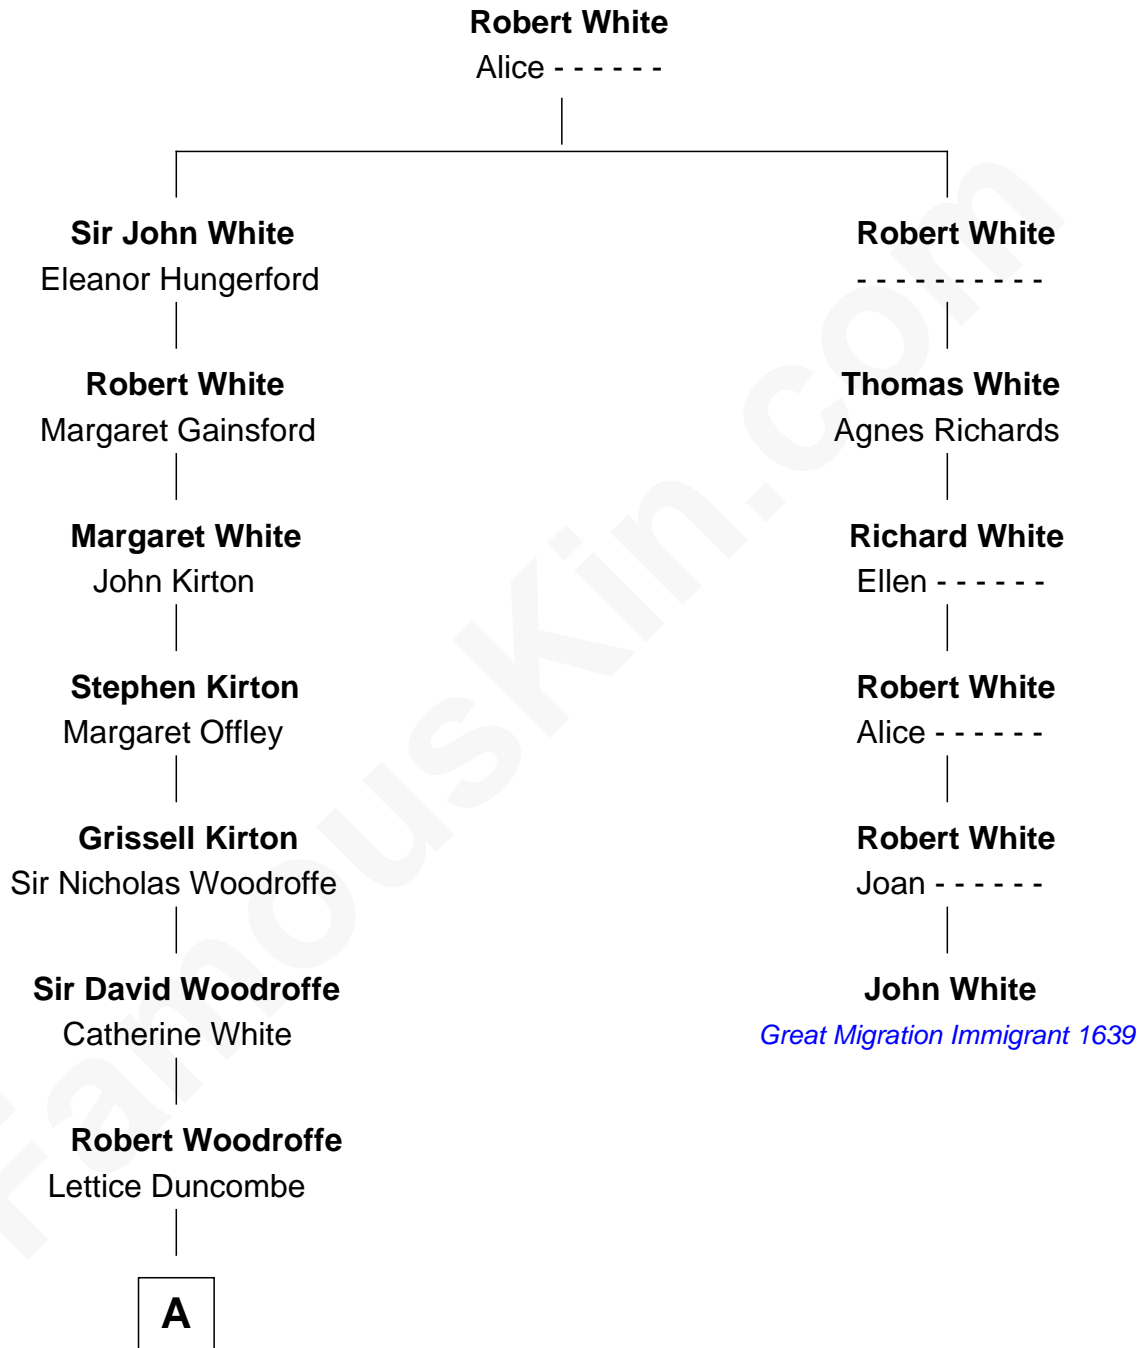 Robert White
Alice - - - - - -
Sir John White
Eleanor Hungerford
Robert White
- - - - - - - - - -
Robert White
Margaret Gainsford
Thomas White
Agnes Richards
Margaret White
John Kirton
Richard White
Ellen - - - - - -
Stephen Kirton
Margaret Offley
Robert White
Alice - - - - - -
Grissell Kirton
Sir Nicholas Woodroffe
Robert White
Joan - - - - - -
Sir David Woodroffe
Catherine White
John White
Great Migration Immigrant 1639
Robert Woodroffe
Lettice Duncombe
A
FamousKin.com